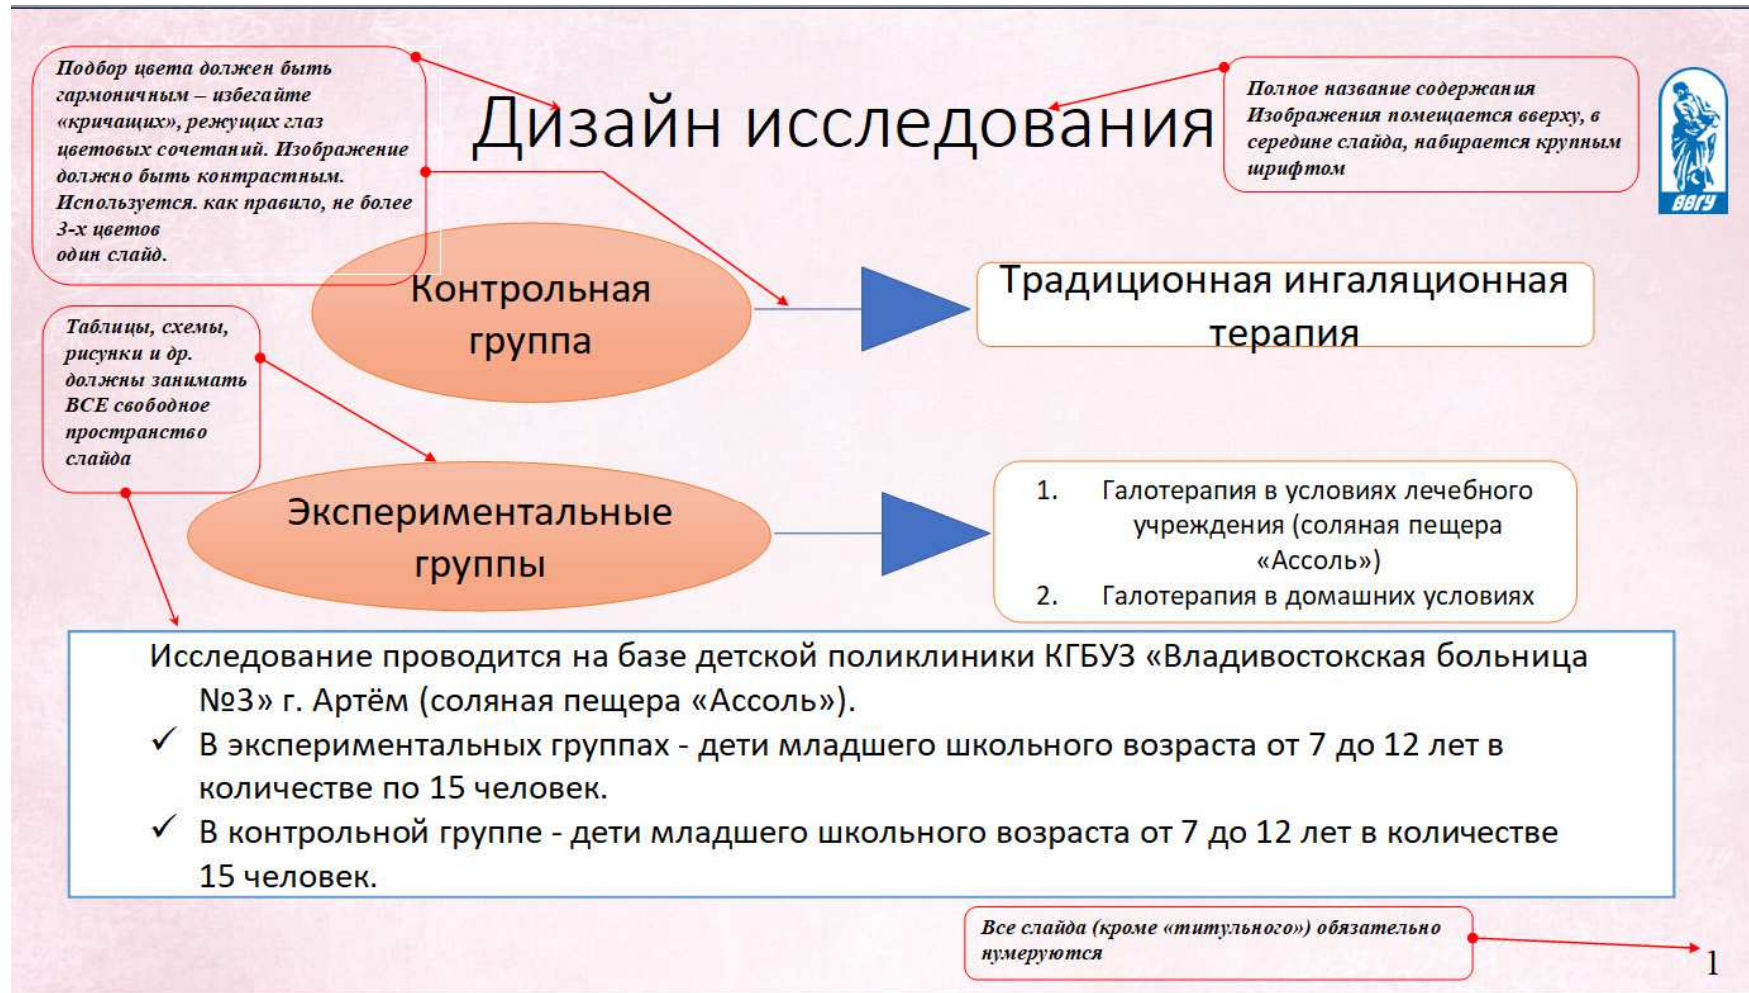 Подбор цвета должен быть
гармоничным – избегайте
«кричащих», режущих глаз
цветовых сочетаний. Изображение
должно быть контрастным.
Используется. как правило, не более
3-х цветов
один слайд.
Дизайн исследования
Полное название содержания
Изображения помещается вверху, в
середине слайда, набирается крупным
шрифтом
ВВГУ
Контрольная
группа
Традиционная ингаляционная
терапия
Таблицы, схемы,
рисунки и др.
должны занимать
ВСЕ свободное
пространство
слайда
Экспериментальные
группы
1. Галотерапия в условиях лечебного
учреждения (соляная пещера
«Ассоль»)
2. Галотерапия в домашних условиях
Исследование проводится на базе детской поликлиники КГБУЗ «Владивостокская больница
№3» г. Артём (соляная пещера «Ассоль»).
✓ В экспериментальных группах - дети младшего школьного возраста от 7 до 12 лет в
количестве по 15 человек.
✓ В контрольной группе - дети младшего школьного возраста от 7 до 12 лет в количестве
15 человек.
Все слайда (кроме «титульного») обязательно
нумеруются
1